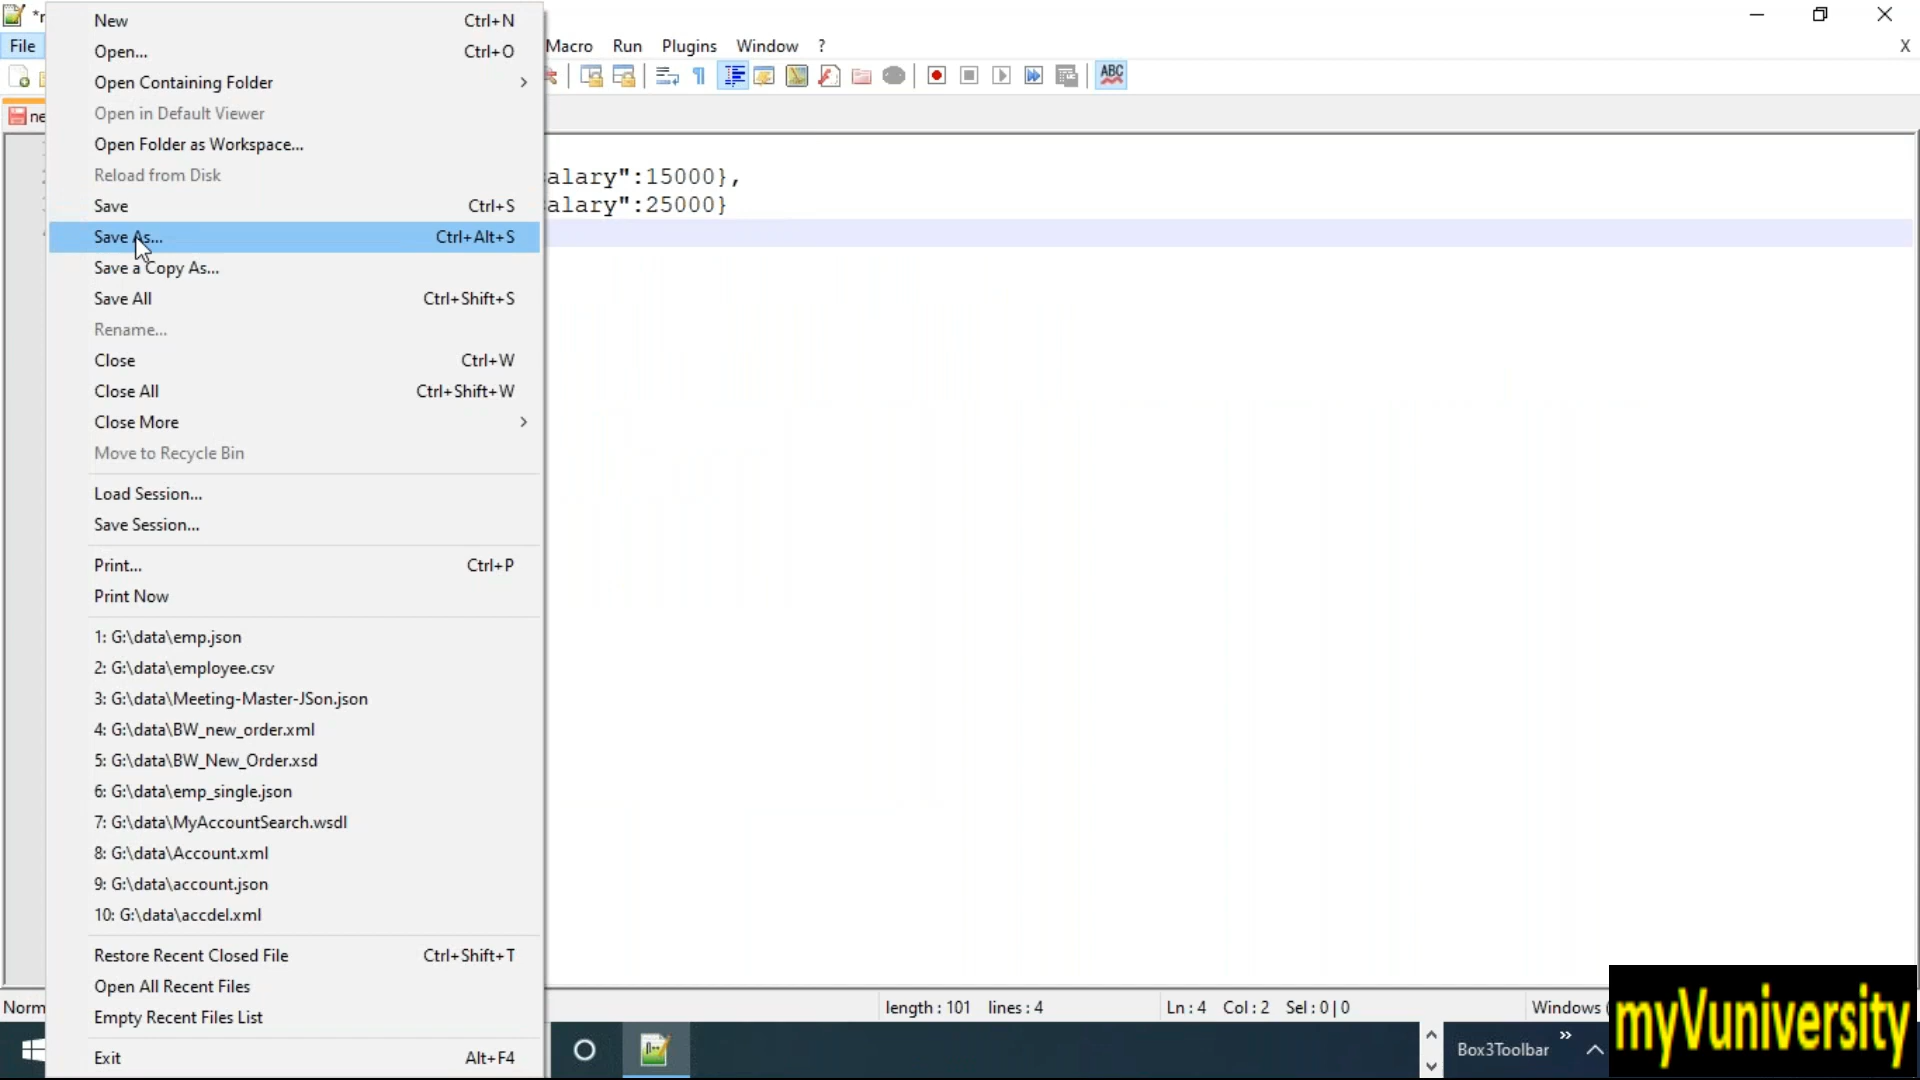 File
Macro Run Plugins Window ?
X
New Ctrl+N
Open... Ctrl+O
Open Containing Folder
Open in Default Viewer
Open Folder as Workspace...
Reload from Disk
Save Ctrl+S
Save As... Ctrl+Alt+S
Save a Copy As...
Save All Ctrl+Shift+S
Rename...
Close Ctrl+W
Close All Ctrl+Shift+W
Close More
Move to Recycle Bin
Load Session...
Save Session...
Print... Ctrl+P
Print Now
1: G:\data\emp.json
2: G:\data\employee.csv
3: G:\data\Meeting-Master-JSon.json
4: G:\data\BW_new_order.xml
5: G:\data\BW_New_Order.xsd
6: G:\data\emp_single.json
7: G:\data\MyAccountSearch.wsdl
8: G:\data\Account.xml
9: G:\data\account.json
10: G:\data\accdel.xml
Restore Recent Closed File Ctrl+Shift+T
Open All Recent Files
Empty Recent Files List
Exit Alt+F4
ABC
ne
alary":15000},
alary":25000}
Norm
length : 101 lines : 4
Ln : 4 Col : 2 Sel : 0 | 0
Windows (
Box3Toolbar
myVuniversity